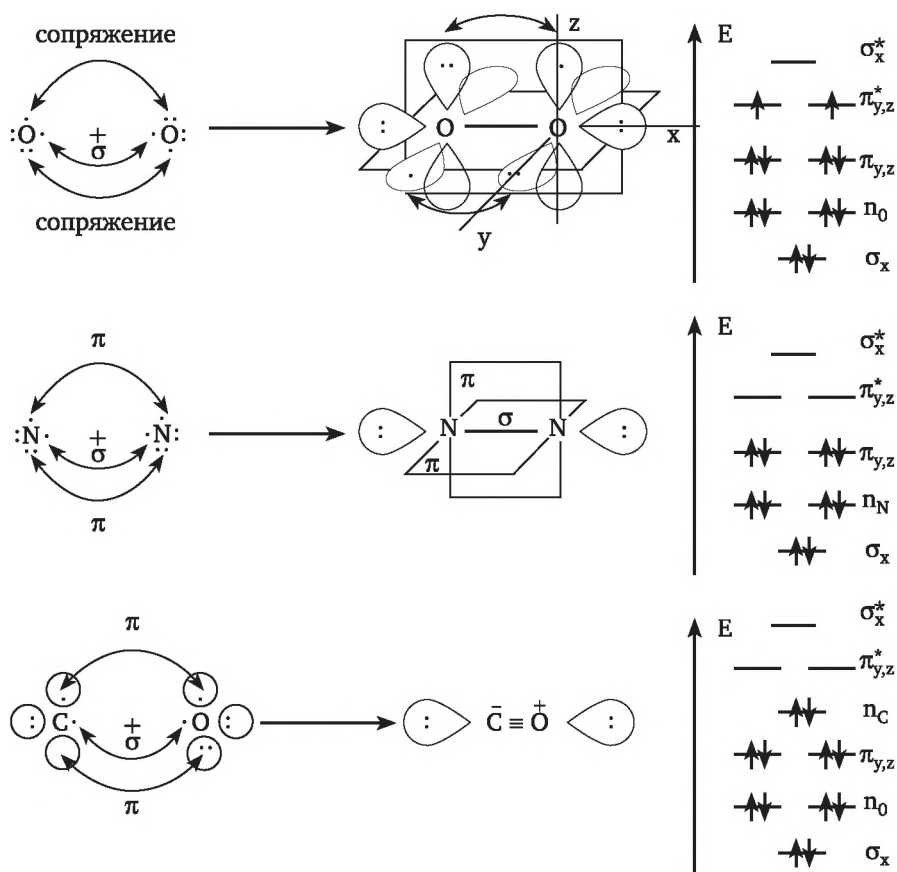 сопряжение
:O· + ·O:
σ
сопряжение
O — O
z
x
y
E
σ*x
π*y,z
πy,z
n0
σx
π
:N· + ·N:
σ
π
π
σ
N — N
π
E
σ*x
π*y,z
πy,z
nN
σx
π
:C· + ·O:
σ
π
: C̄ ≡ O⁺ :
E
σ*x
π*y,z
nC
πy,z
n0
σx